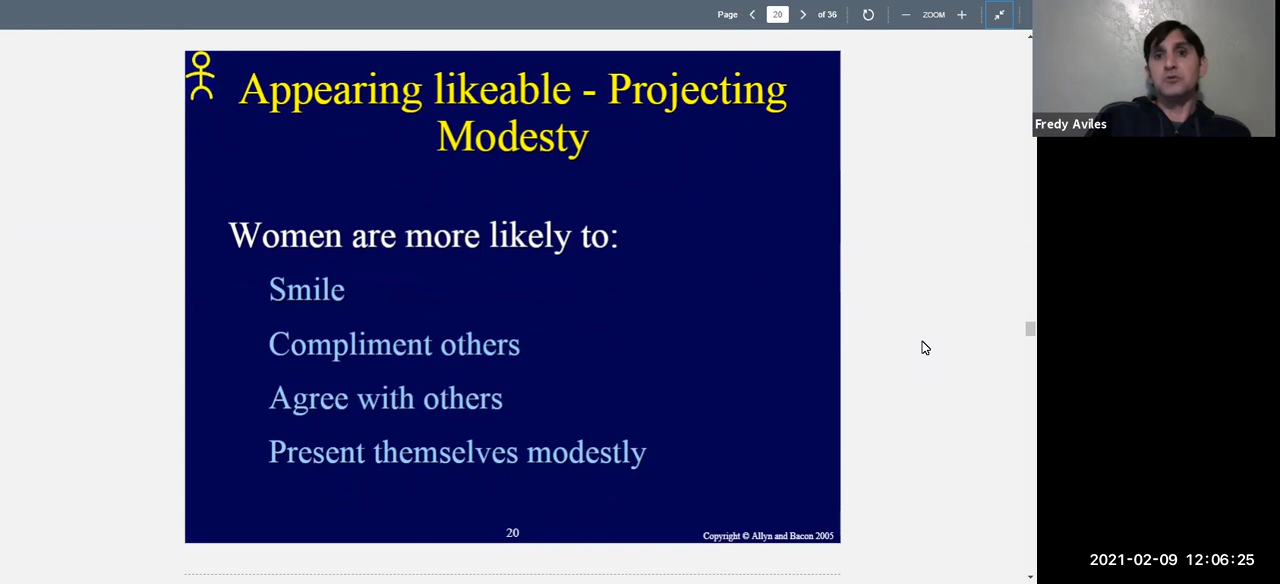 Page 20 of 36 ZOOM
Fredy Aviles
Appearing likeable - Projecting
Modesty
Women are more likely to:
Smile
Compliment others
Agree with others
Present themselves modestly
20
Copyright © Allyn and Bacon 2005
2021-02-09 12:06:25